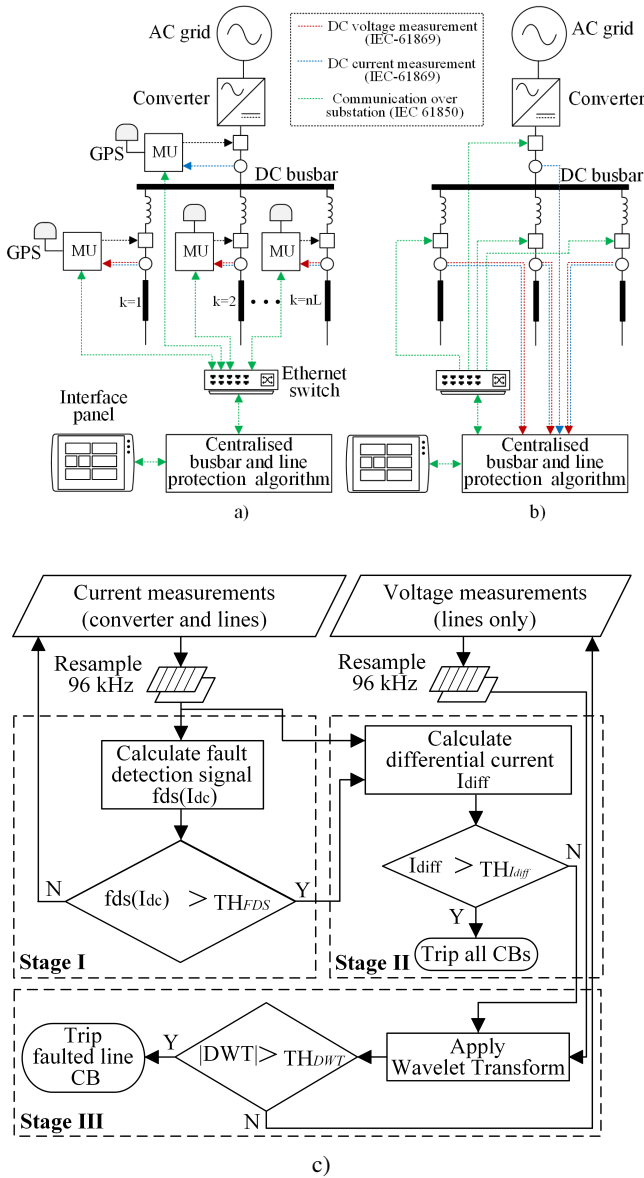 AC grid
DC voltage measurement
(IEC-61869)
DC current measurement
(IEC-61869)
Communication over
substation (IEC 61850)
AC grid
Converter
Converter
GPS
MU
DC busbar
DC busbar
GPS
MU
MU
MU
k=1
k=2
k=nL
Ethernet
switch
Interface
panel
Centralised
busbar and line
protection algorithm
Centralised
busbar and line
protection algorithm
a)
b)
Current measurements
(converter and lines)
Voltage measurements
(lines only)
Resample
96 kHz
Resample
96 kHz
Calculate fault
detection signal
fds(Idc)
Calculate
differential current
Idiff
N
fds(Idc) > THFDS
Y
Stage I
Idiff > THIdiff
N
Y
Trip all CBs
Stage II
Trip
faulted line
CB
Y
|DWT| > THDWT
N
Apply
Wavelet Transform
Stage III
c)